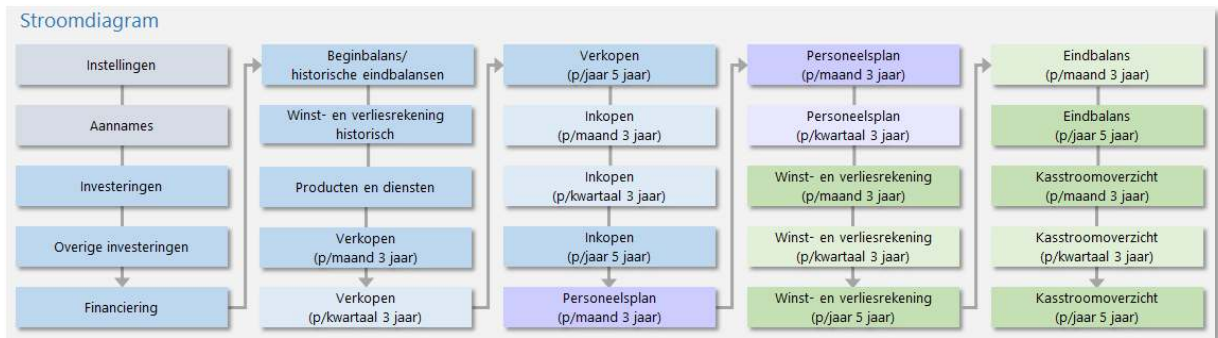 Stroomdiagram
Instellingen
Aannames
Investeringen
Overige investeringen
Financiering
Beginbalans/
historische eindbalansen
Winst- en verliesrekening
historisch
Producten en diensten
Verkopen
(p/maand 3 jaar)
Verkopen
(p/kwartaal 3 jaar)
Verkopen
(p/jaar 5 jaar)
Inkopen
(p/maand 3 jaar)
Inkopen
(p/kwartaal 3 jaar)
Inkopen
(p/jaar 5 jaar)
Personeelsplan
(p/maand 3 jaar)
Personeelsplan
(p/maand 3 jaar)
Personeelsplan
(p/kwartaal 3 jaar)
Winst- en verliesrekening
(p/maand 3 jaar)
Winst- en verliesrekening
(p/kwartaal 3 jaar)
Winst- en verliesrekening
(p/jaar 5 jaar)
Eindbalans
(p/maand 3 jaar)
Eindbalans
(p/jaar 5 jaar)
Kasstroomoverzicht
(p/maand 3 jaar)
Kasstroomoverzicht
(p/kwartaal 3 jaar)
Kasstroomoverzicht
(p/jaar 5 jaar)